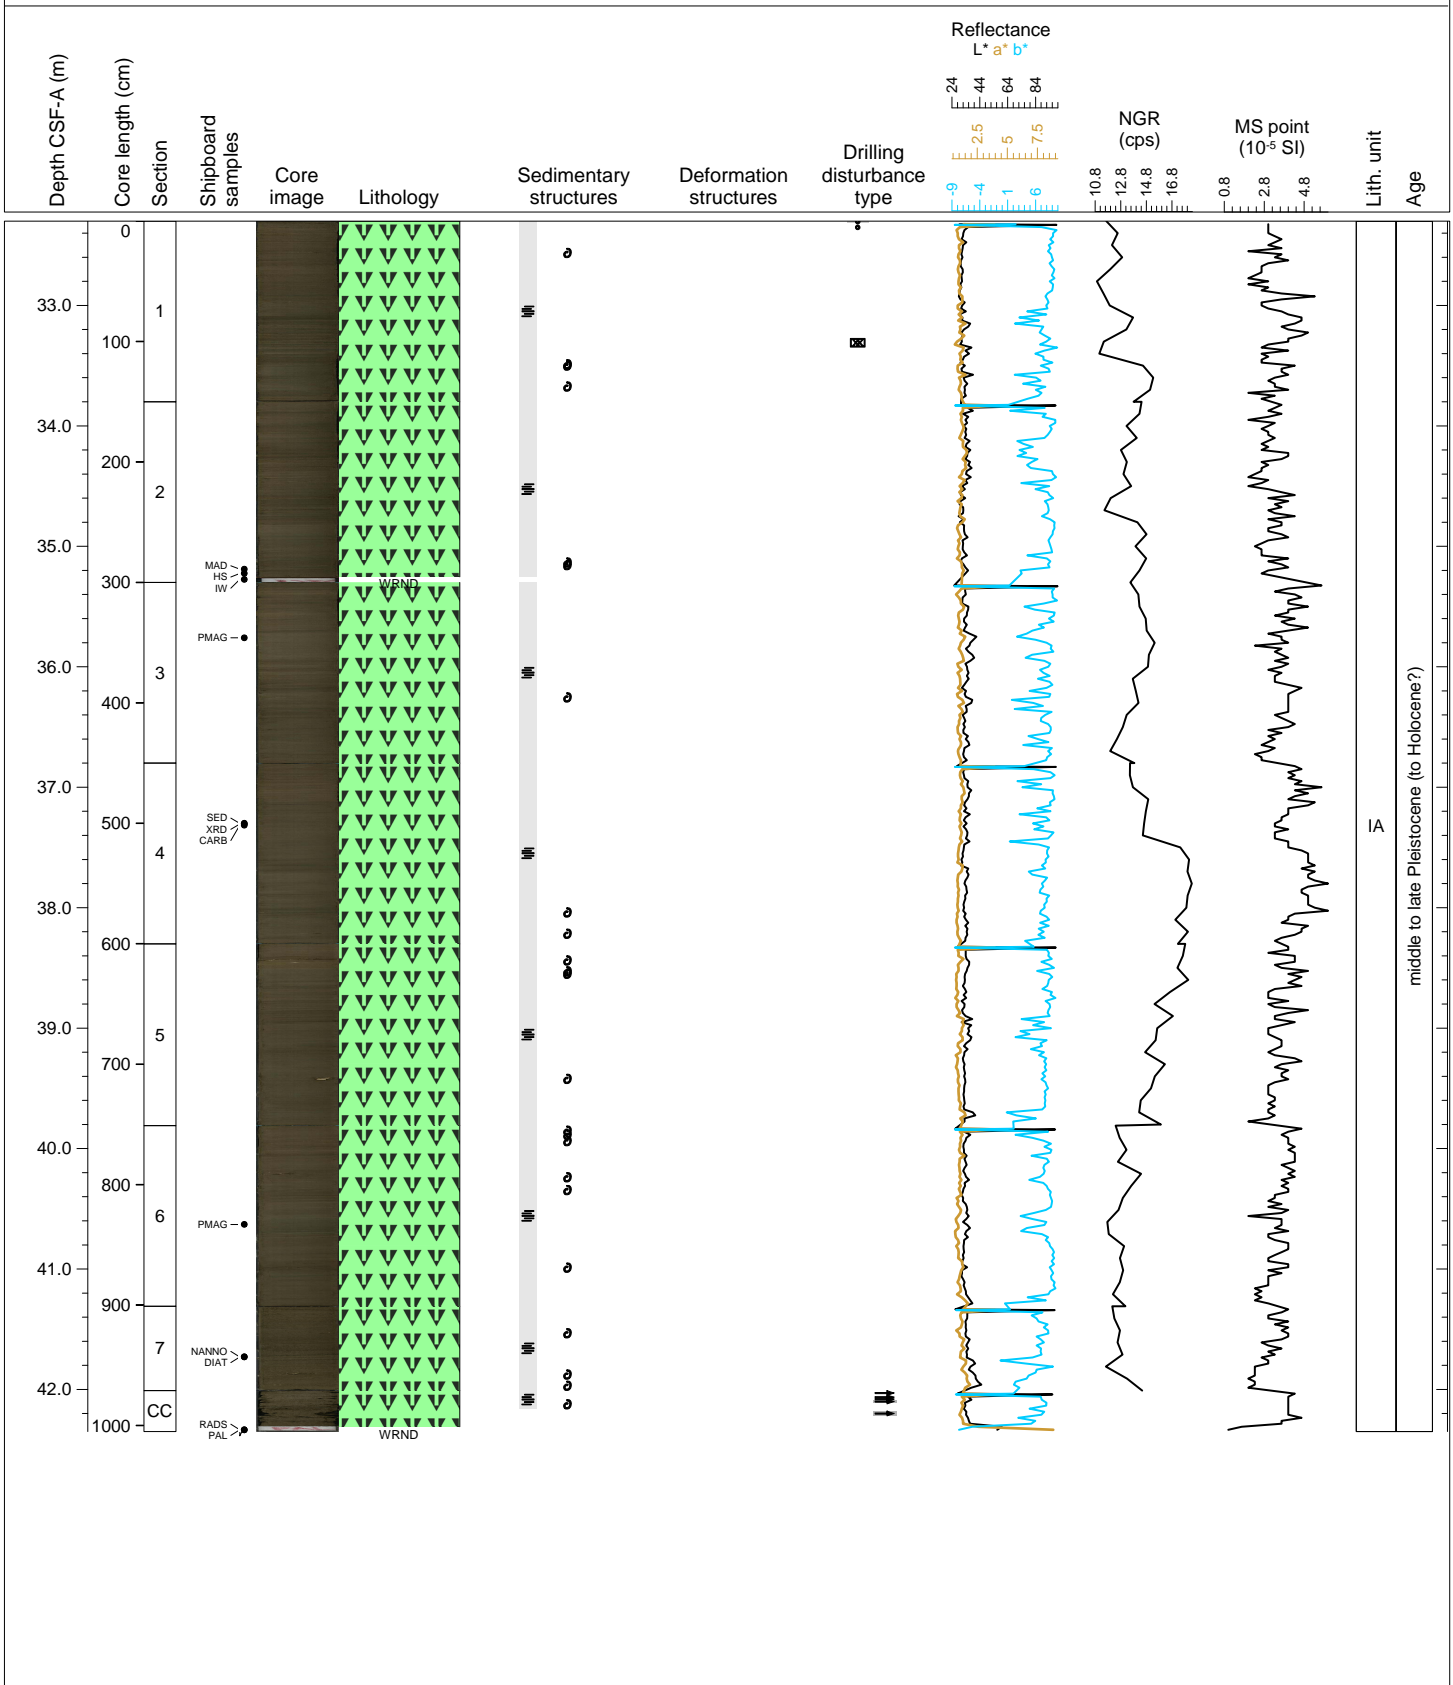 Depth CSF-A (m)
Core length (cm)
Section
Shipboard
samples
Core
image
Lithology
Sedimentary
structures
Deformation
structures
Drilling
disturbance
type
Reflectance
L* a* b*
24 44 64 84
2.5 5 7.5
-9 -4 1 6
NGR
(cps)
10.8 12.8 14.8 16.8
MS point
(10-5 SI)
0.8 2.8 4.8
Lith. unit
Age
0
33.0
1
100
34.0
200
2
35.0
MAD
HS
IW
300
WRND
PMAG
36.0
3
400
37.0
SED
XRD
CARB
500
4
IA
middle to late Pleistocene (to Holocene?)
38.0
600
39.0
5
700
40.0
800
6
PMAG
41.0
900
7
NANNO
DIAT
42.0
CC
1000
RADS
PAL
WRND